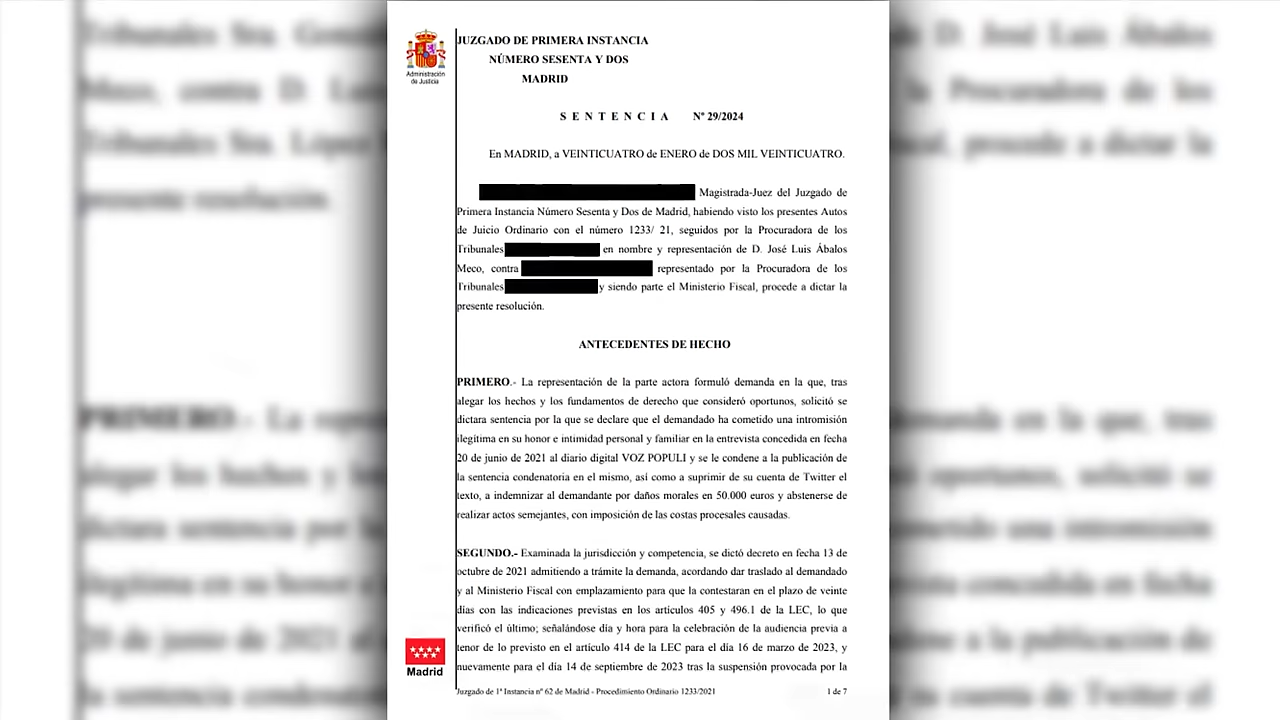 JUZGADO DE PRIMERA INSTANCIA
NÚMERO SESENTA Y DOS
MADRID
Administración
de Justicia
SENTENCIA Nº 29/2024
En MADRID, a VEINTICUATRO de ENERO de DOS MIL VEINTICUATRO.
Magistrada-Juez del Juzgado de
Primera Instancia Número Sesenta y Dos de Madrid, habiendo visto los presentes Autos
de Juicio Ordinario con el número 1233/ 21, seguidos por la Procuradora de los
Tribunales en nombre y representación de D. José Luis Ábalos
Meco, contra representado por la Procuradora de los
Tribunales y siendo parte el Ministerio Fiscal, procede a dictar la
presente resolución.
ANTECEDENTES DE HECHO
PRIMERO.- La representación de la parte actora formuló demanda en la que, tras
alegar los hechos y los fundamentos de derecho que consideró oportunos, solicitó se
dictara sentencia por la que se declare que el demandado ha cometido una intromisión
ilegítima en su honor e intimidad personal y familiar en la entrevista concedida en fecha
20 de junio de 2021 al diario digital VOZ POPULI y se le condene a la publicación de
la sentencia condenatoria en el mismo, así como a suprimir de su cuenta de Twitter el
texto, a indemnizar al demandante por daños morales en 50.000 euros y abstenerse de
realizar actos semejantes, con imposición de las costas procesales causadas.
SEGUNDO.- Examinada la jurisdicción y competencia, se dictó decreto en fecha 13 de
octubre de 2021 admitiendo a trámite la demanda, acordando dar traslado al demandado
y al Ministerio Fiscal con emplazamiento para que la contestaran en el plazo de veinte
días con las indicaciones previstas en los artículos 405 y 496.1 de la LEC, lo que
verificó el último; señalándose día y hora para la celebración de la audiencia previa a
tenor de lo previsto en el artículo 414 de la LEC para el día 16 de marzo de 2023, y
nuevamente para el día 14 de septiembre de 2023 tras la suspensión provocada por la
Madrid
Juzgado de 1ª Instancia nº 62 de Madrid - Procedimiento Ordinario 1233/2021 1 de 7